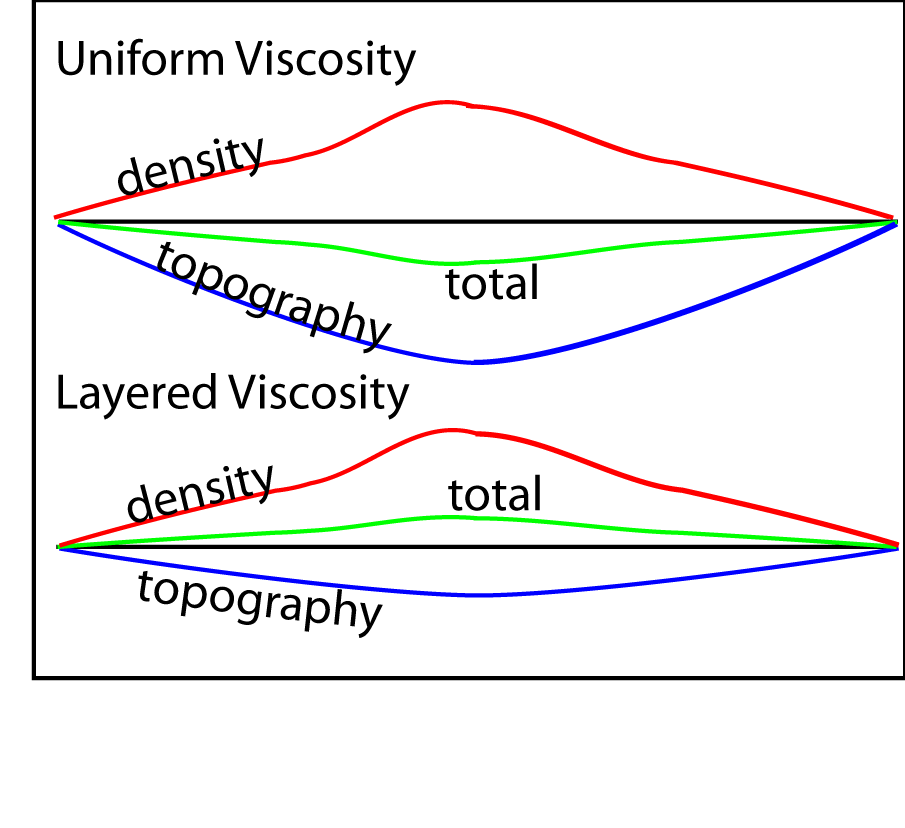 Uniform Viscosity
density
topography
total
Layered Viscosity
density
total
topography